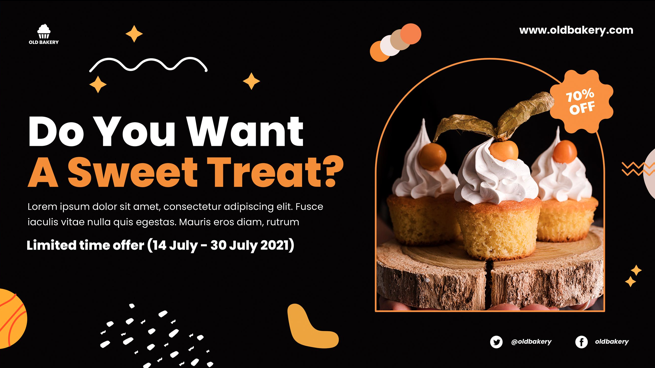 OLD BAKERY
www.oldbakery.com
70%
OFF
Do You Want
A Sweet Treat?
Lorem ipsum dolor sit amet, consectetur adipiscing elit. Fusce
iaculis vitae nulla quis egestas. Mauris eros diam, rutrum
Limited time offer (14 July - 30 July 2021)
@oldbakery
oldbakery